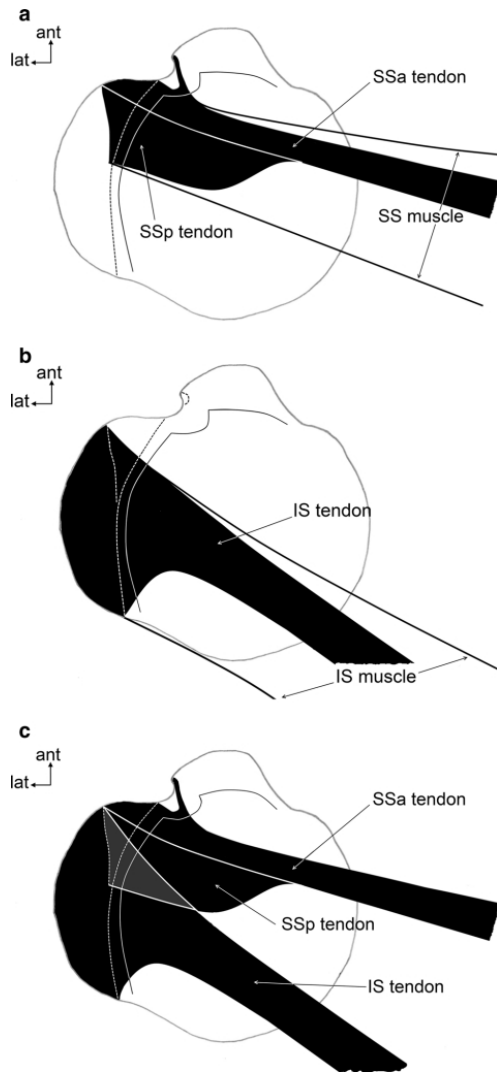 a
ant
lat
SSa tendon
SS muscle
SSp tendon
b
ant
lat
IS tendon
IS muscle
c
ant
lat
SSa tendon
SSp tendon
IS tendon